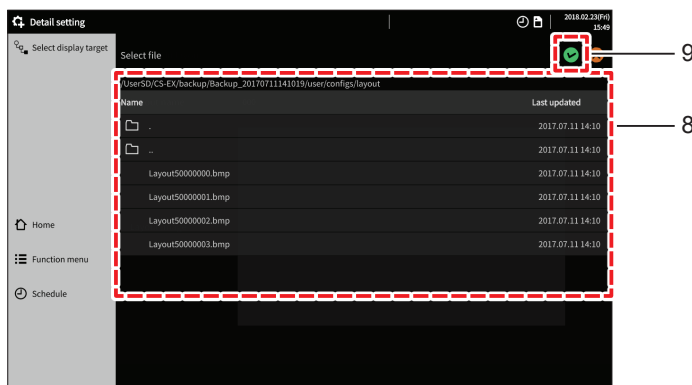 Detail setting
2018.02.23(Fri)
15:49
Select display target
Select file
9
/UserSD/CS-EX/backup/Backup_20170711141019/user/configs/layout
Name Last updated
. 2017.07.11 14:10
8
.. 2017.07.11 14:10
Layout50000000.bmp 2017.07.11 14:10
Layout50000001.bmp 2017.07.11 14:10
Layout50000002.bmp 2017.07.11 14:10
Layout50000003.bmp 2017.07.11 14:10
Home
Function menu
Schedule